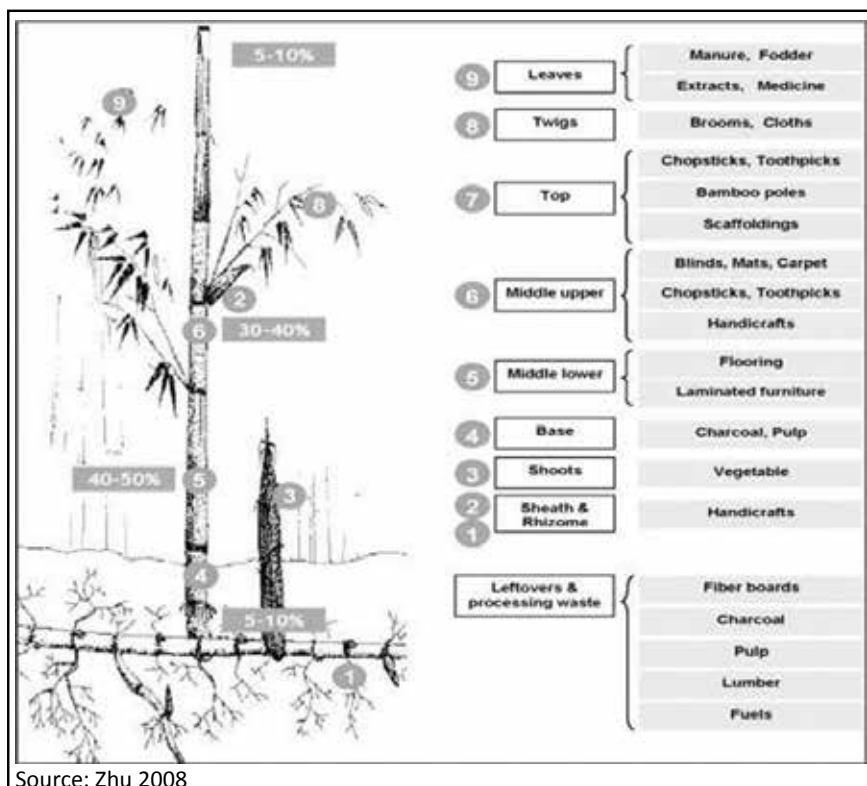 5-10%
9
8
2
6
30-40%
40-50%
5
3
4
5-10%
1
9
Leaves
Manure, Fodder
Extracts, Medicine
8
Twigs
Brooms, Cloths
7
Top
Chopsticks, Toothpicks
Bamboo poles
Scaffoldings
6
Middle upper
Blinds, Mats, Carpet
Chopsticks, Toothpicks
Handicrafts
5
Middle lower
Flooring
Laminated furniture
4
Base
Charcoal, Pulp
3
Shoots
Vegetable
2
1
Sheath &
Rhizome
Handicrafts
Leftovers &
processing waste
Fiber boards
Charcoal
Pulp
Lumber
Fuels
Source: Zhu 2008